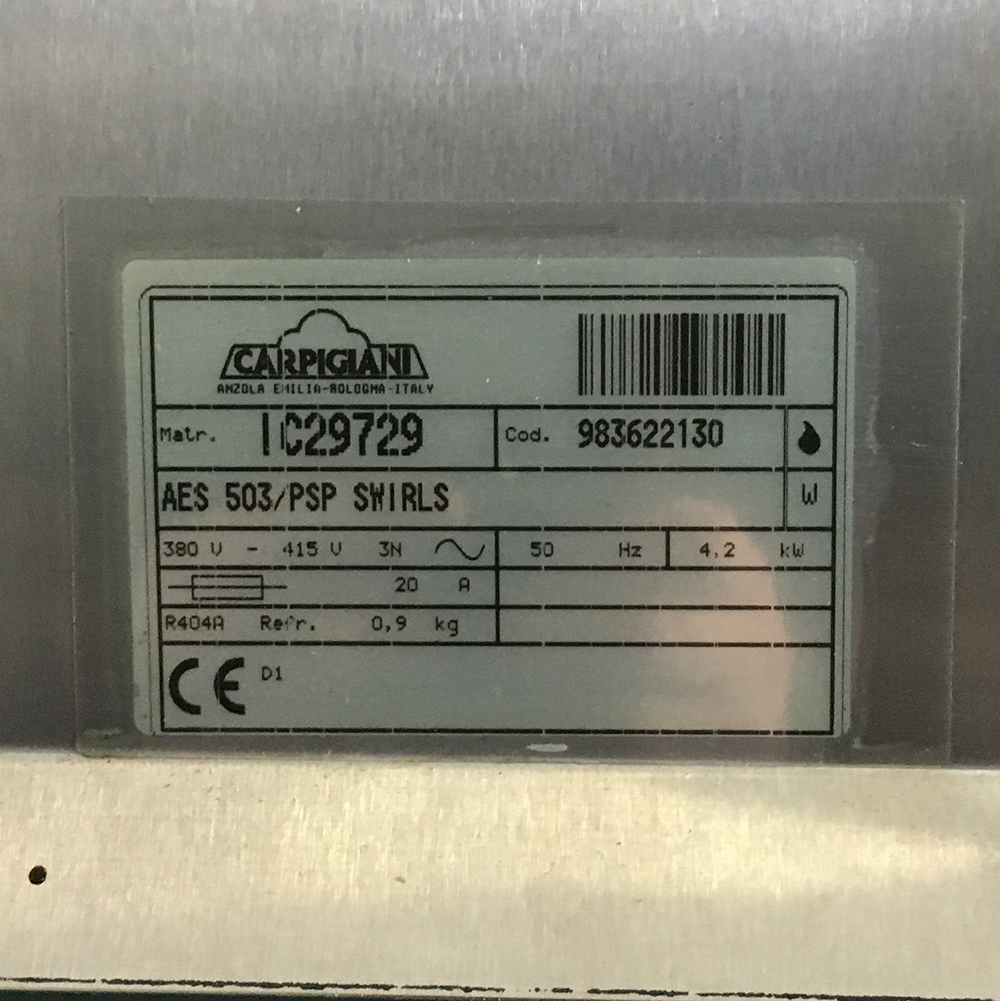 CARPIGIANI
ANZOLA EMILIA-BOLOGNA-ITALY
Matr. IC29729 Cod. 983622130
AES 503/PSP SWIRLS W
380 V - 415 V 3N 50 Hz 4,2 kW
20 A
R404A Refr. 0,9 kg
CE D1